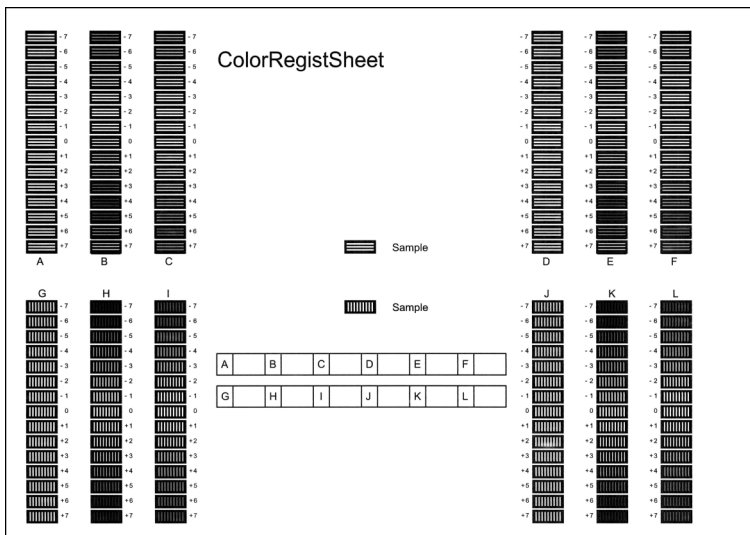 ColorRegistSheet
-7 -7 -7 -7 -7 -7
-6 -6 -6 -6 -6 -6
-5 -5 -5 -5 -5 -5
-4 -4 -4 -4 -4 -4
-3 -3 -3 -3 -3 -3
-2 -2 -2 -2 -2 -2
-1 -1 -1 -1 -1 -1
0 0 0 0 0 0
+1 +1 +1 +1 +1 +1
+2 +2 +2 +2 +2 +2
+3 +3 +3 +3 +3 +3
+4 +4 +4 +4 +4 +4
+5 +5 +5 +5 +5 +5
+6 +6 +6 +6 +6 +6
+7 +7 +7 +7 +7 +7
Sample
A B C D E F
G H I J K L
Sample
-7 -7 -7 -7 -7 -7
-6 -6 -6 -6 -6 -6
-5 -5 -5 -5 -5 -5
-4 -4 -4 -4 -4 -4
-3 -3 -3 -3 -3 -3
-2 -2 -2 -2 -2 -2
-1 -1 -1 -1 -1 -1
0 0 0 0 0 0
+1 +1 +1 +1 +1 +1
+2 +2 +2 +2 +2 +2
+3 +3 +3 +3 +3 +3
+4 +4 +4 +4 +4 +4
+5 +5 +5 +5 +5 +5
+6 +6 +6 +6 +6 +6
+7 +7 +7 +7 +7 +7
A B C D E F
G H I J K L